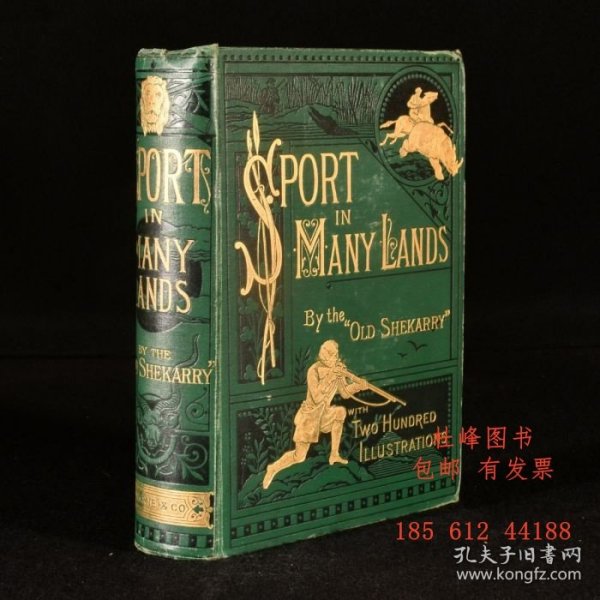 SPORT
IN
MANY
LANDS
BY THE
SHEKARRY"
& CO
SPORT
IN
MANY LANDS
By the "OLD SHEKARRY"
WITH
TWO HUNDRED
ILLUSTRATIONS
杜峰图书
包邮 有发票
185 612 44188
孔夫子旧书网
www.kongfz.com